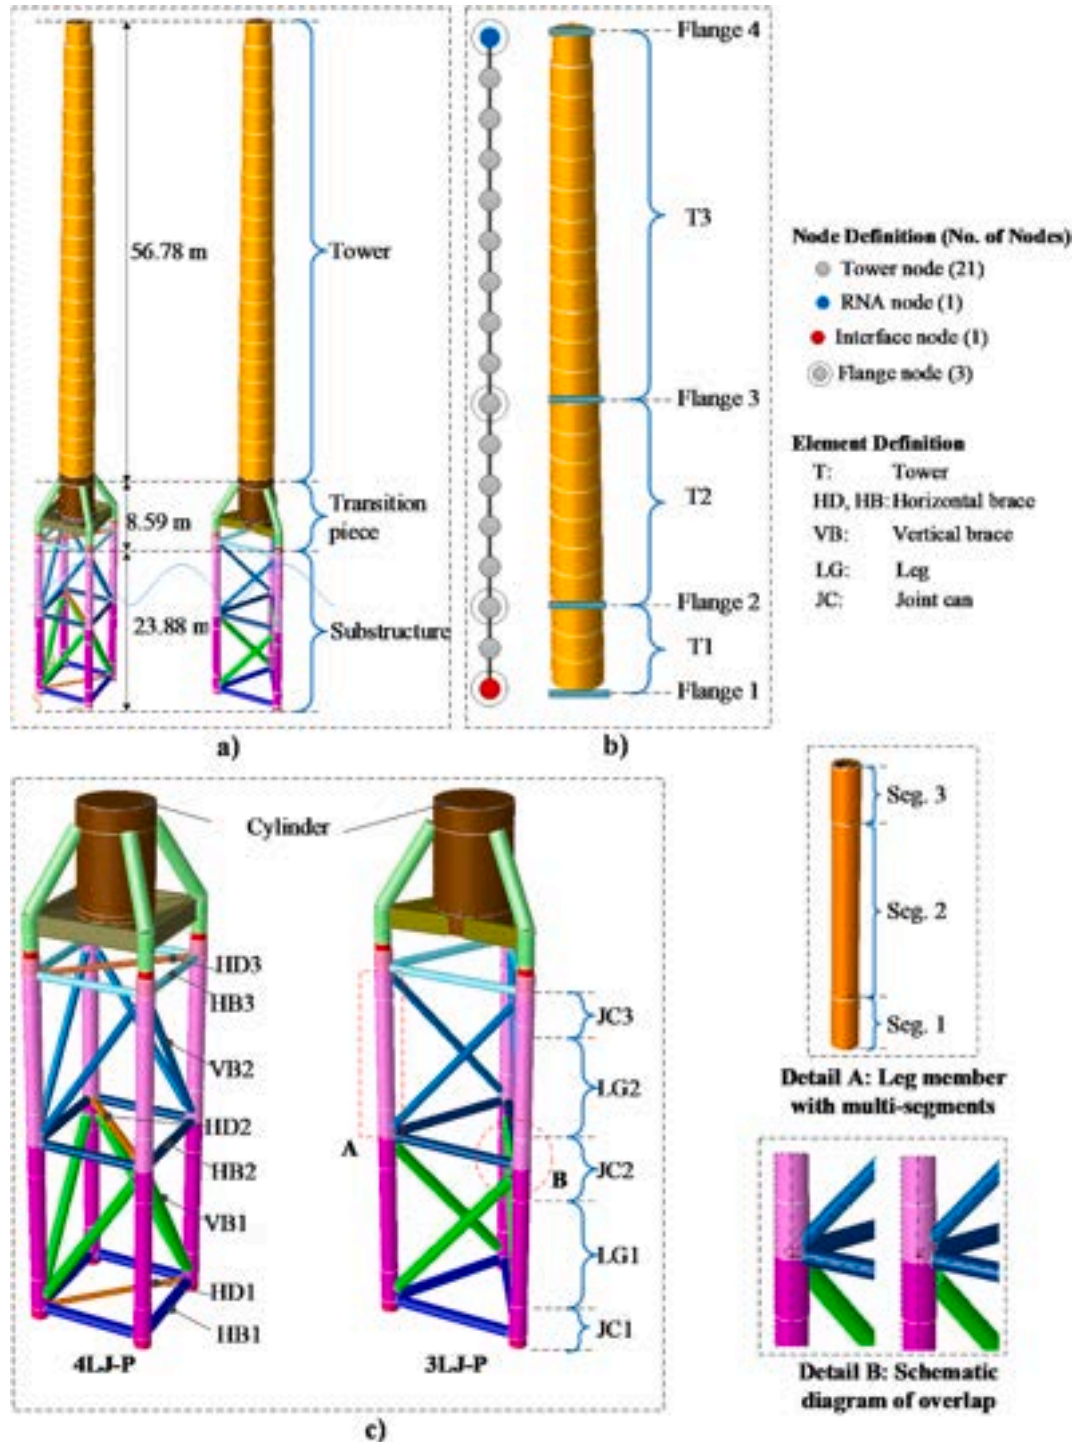 56.78 m
Tower
8.59 m
Transition
piece
23.88 m
Substructure
a)
Flange 4
T3
Flange 3
T2
Flange 2
T1
Flange 1
b)
Node Definition (No. of Nodes)
Tower node (21)
RNA node (1)
Interface node (1)
Flange node (3)
Element Definition
T: Tower
HD, HB: Horizontal brace
VB: Vertical brace
LG: Leg
JC: Joint can
Cylinder
HD3
HB3
VB2
HD2
HB2
VB1
HD1
HB1
4LJ-P
A
B
JC3
LG2
JC2
LG1
JC1
3LJ-P
c)
Seg. 3
Seg. 2
Seg. 1
Detail A: Leg member
with multi-segments
Detail B: Schematic
diagram of overlap